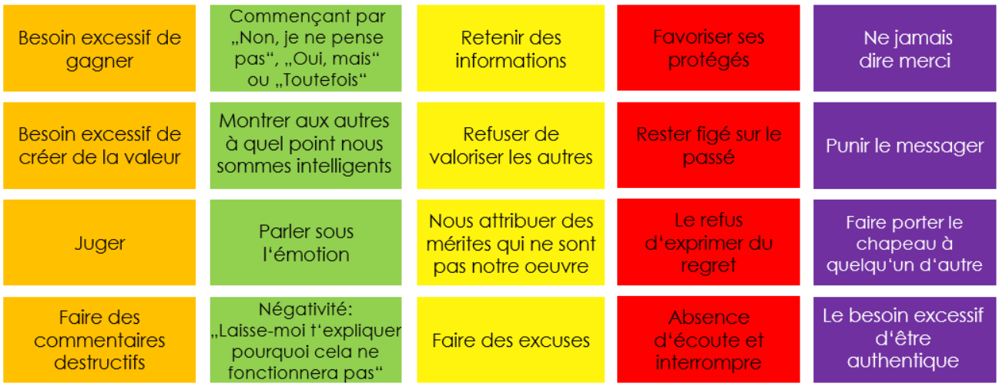 Besoin excessif de
gagner
Commençant par
„Non, je ne pense
pas“, „Oui, mais“
ou „Toutefois“
Retenir des
informations
Favoriser ses
protégés
Ne jamais
dire merci
Besoin excessif de
créer de la valeur
Montrer aux autres
à quel point nous
sommes intelligents
Refuser de
valoriser les autres
Rester figé sur le
passé
Punir le messager
Juger
Parler sous
l‘émotion
Nous attribuer des
mérites qui ne sont
pas notre oeuvre
Le refus
d‘exprimer du
regret
Faire porter le
chapeau à
quelqu‘un d‘autre
Faire des
commentaires
destructifs
Négativité:
„Laisse-moi t‘expliquer
pourquoi cela ne
fonctionnera pas“
Faire des excuses
Absence
d‘écoute et
interrompre
Le besoin excessif
d‘être
authentique